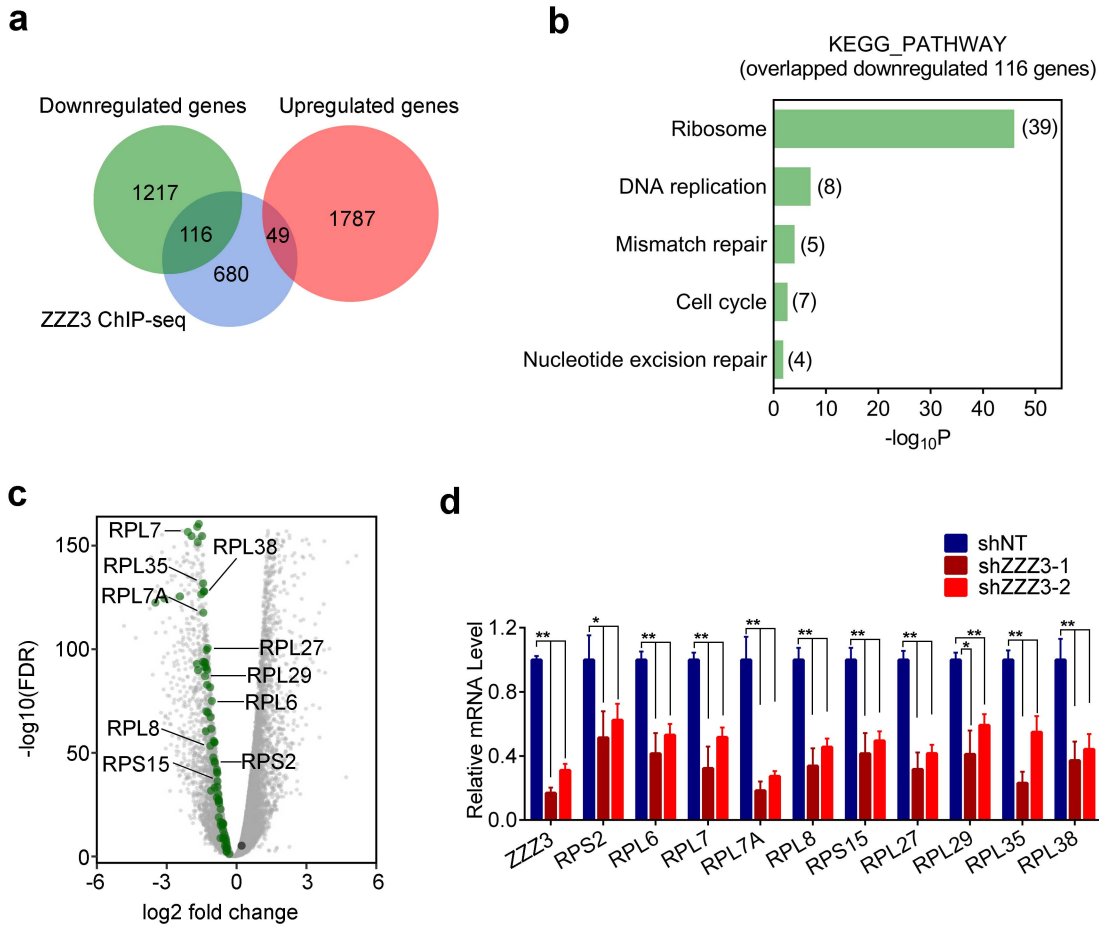 a
Downregulated genes
Upregulated genes
1217
116
49
1787
680
ZZZ3 ChIP-seq
b
KEGG_PATHWAY
(overlapped downregulated 116 genes)
Ribosome
(39)
DNA replication
(8)
Mismatch repair
(5)
Cell cycle
(7)
Nucleotide excision repair
(4)
0 10 20 30 40 50
-log10P
c
-log10(FDR)
150
100
50
0
RPL7
RPL38
RPL35
RPL7A
RPL27
RPL29
RPL6
RPL8
RPS2
RPS15
-6 -3 0 3 6
log2 fold change
d
shNT
shZZZ3-1
shZZZ3-2
Relative mRNA Level
1.2
0.8
0.4
0.0
** * ** ** ** ** ** ** * ** ** **
ZZZ3 RPS2 RPL6 RPL7 RPL7A RPL8 RPS15 RPL27 RPL29 RPL35 RPL38